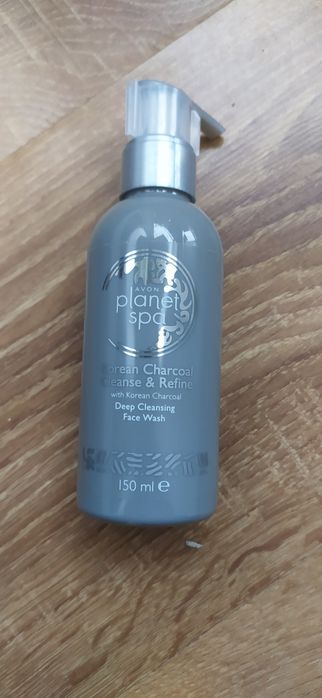 AVON
planet
spa
Korean Charcoal
Cleanse & Refine
with Korean Charcoal
Deep Cleansing
Face Wash
150 ml e